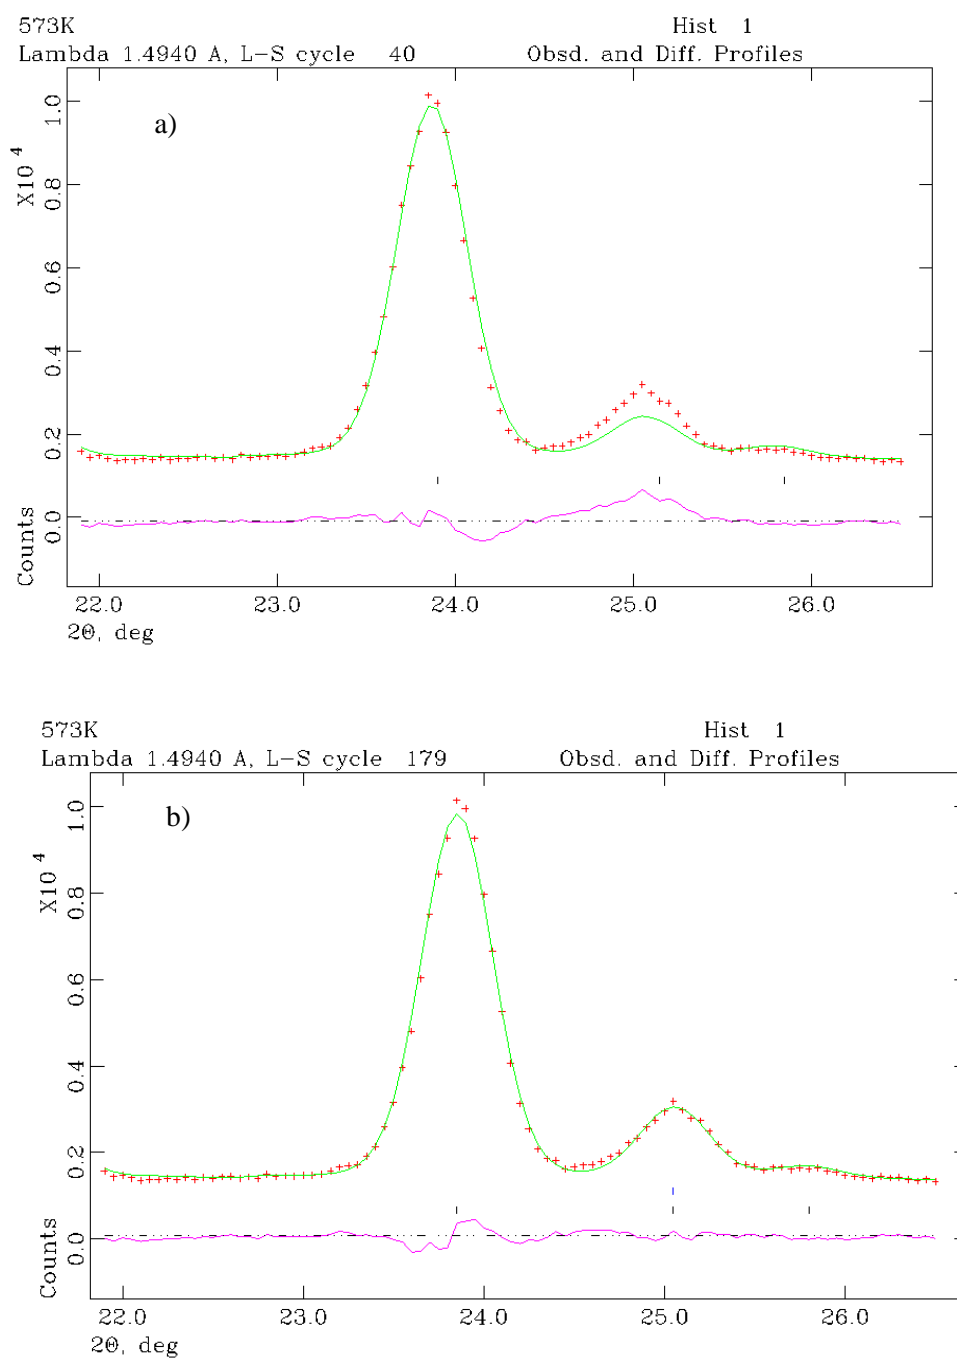 573K Hist 1
Lambda 1.4940 A, L-S cycle 40 Obsd. and Diff. Profiles
a)
X10 4
1.0
0.8
0.6
0.4
0.2
0.0
Counts
22.0 23.0 24.0 25.0 26.0
2Θ, deg
573K Hist 1
Lambda 1.4940 A, L-S cycle 179 Obsd. and Diff. Profiles
b)
X10 4
1.0
0.8
0.6
0.4
0.2
0.0
Counts
22.0 23.0 24.0 25.0 26.0
2Θ, deg